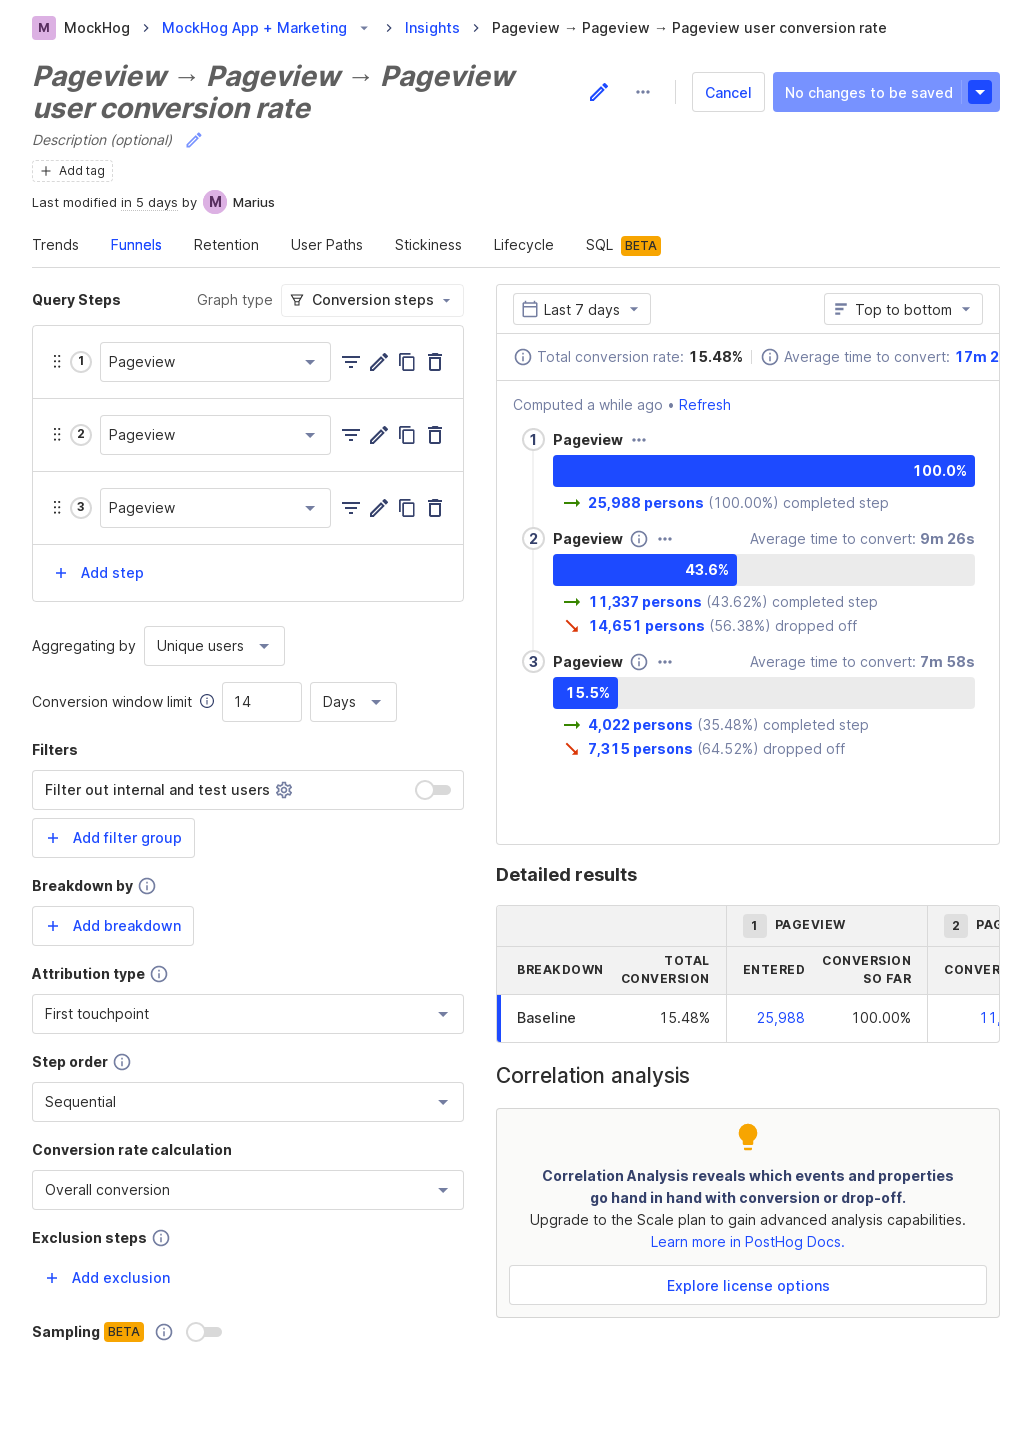 M MockHog MockHog App + Marketing Insights Pageview → Pageview → Pageview user conversion rate
Pageview → Pageview → Pageview
user conversion rate
Cancel
No changes to be saved
Description (optional)
Add tag
Last modified in 5 days by M Marius
Trends Funnels Retention User Paths Stickiness Lifecycle SQL BETA
Query Steps Graph type Conversion steps
1 Pageview
2 Pageview
3 Pageview
Add step
Aggregating by Unique users
Conversion window limit 14 Days
Filters
Filter out internal and test users
Add filter group
Breakdown by
Add breakdown
Attribution type
First touchpoint
Step order
Sequential
Conversion rate calculation
Overall conversion
Exclusion steps
Add exclusion
Sampling BETA
Last 7 days Top to bottom
Total conversion rate: 15.48% Average time to convert: 17m 2
Computed a while ago • Refresh
1 Pageview
100.0%
25,988 persons (100.00%) completed step
2 Pageview Average time to convert: 9m 26s
43.6%
11,337 persons (43.62%) completed step
14,651 persons (56.38%) dropped off
3 Pageview Average time to convert: 7m 58s
15.5%
4,022 persons (35.48%) completed step
7,315 persons (64.52%) dropped off
Detailed results
1 PAGEVIEW 2 PAG
BREAKDOWN TOTAL CONVERSION ENTERED CONVERSION SO FAR CONVER
Baseline 15.48% 25,988 100.00% 11,
Correlation analysis
Correlation Analysis reveals which events and properties
go hand in hand with conversion or drop-off.
Upgrade to the Scale plan to gain advanced analysis capabilities.
Learn more in PostHog Docs.
Explore license options